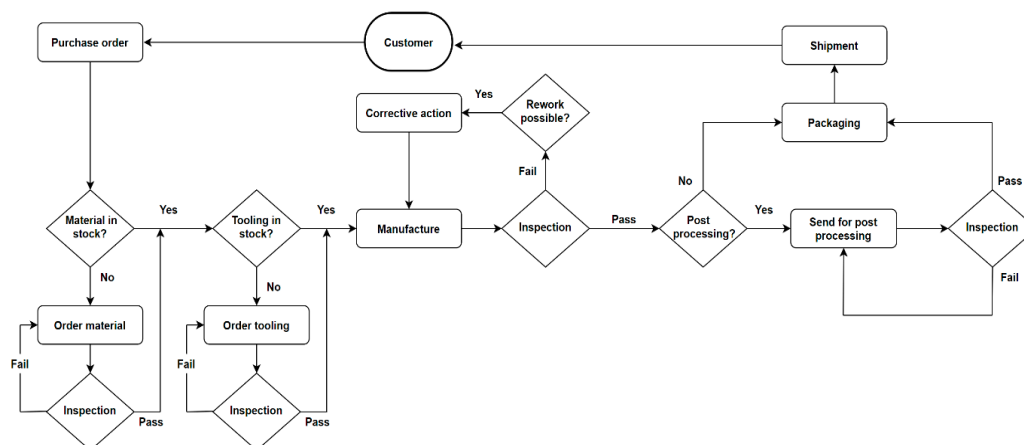 Purchase order
Customer
Shipment
Corrective action
Yes
Rework
possible?
Packaging
Fail
No
Pass
Material in
stock?
Yes
Tooling in
stock?
Yes
Manufacture
Inspection
Pass
Post
processing?
Yes
Send for post
processing
Inspection
Fail
No
No
Order material
Order tooling
Fail
Fail
Inspection
Pass
Inspection
Pass